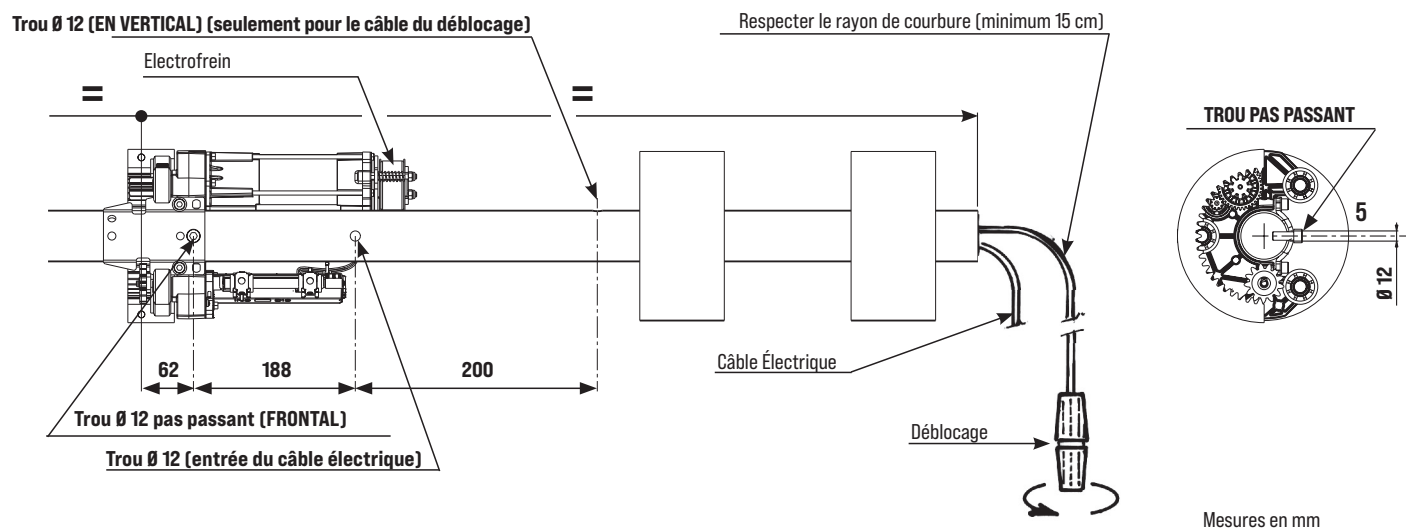 Trou Ø 12 (EN VERTICAL) (seulement pour le câble du déblocage)
Respecter le rayon de courbure (minimum 15 cm)
Electrofrein
=
=
TROU PAS PASSANT
5
Ø 12
62
188
200
Câble Électrique
Trou Ø 12 pas passant (FRONTAL)
Déblocage
Trou Ø 12 (entrée du câble électrique)
Mesures en mm